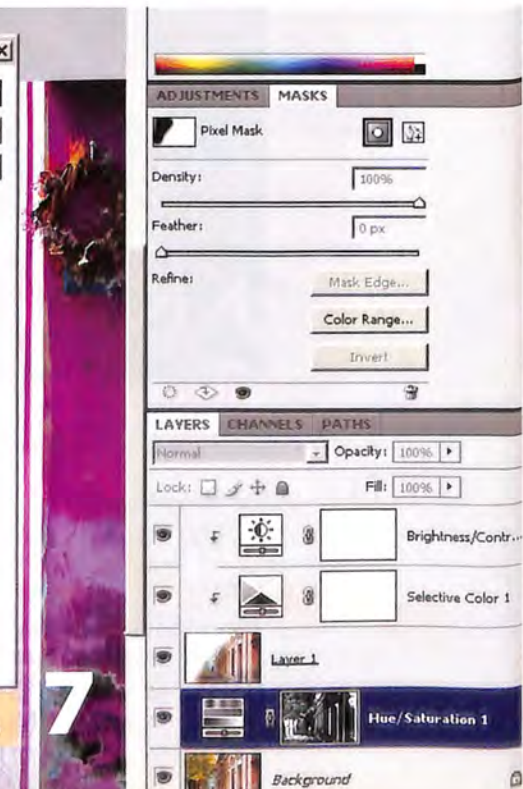 x
ADJUSTMENTS MASKS
Pixel Mask
Density: 100%
Feather: 0 px
Refine: Mask Edge...
Color Range...
Invert
LAYERS CHANNELS PATHS
Normal Opacity: 100%
Lock: Fill: 100%
Brightness/Contr...
Selective Color 1
Layer 1
Hue/Saturation 1
Background
7